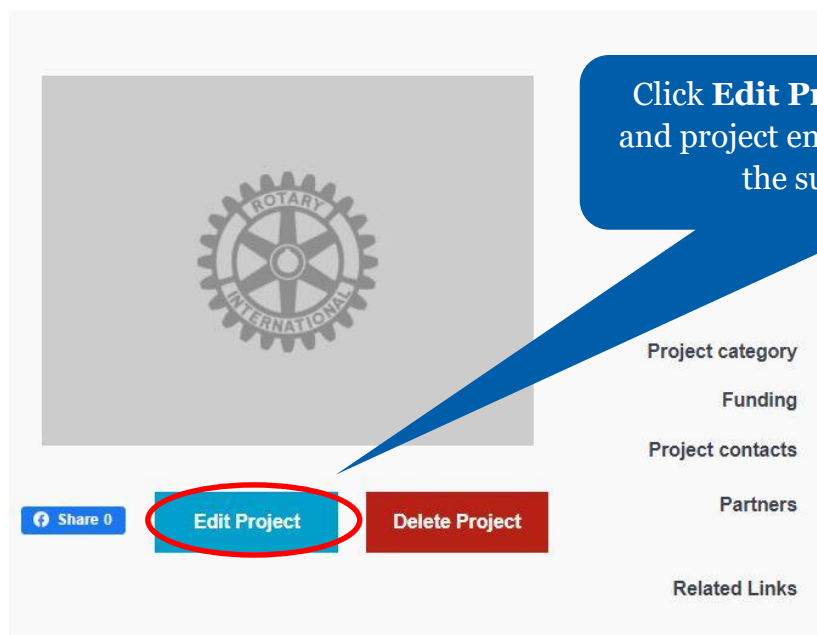 Click Edit Pr
and project en
the su
ROTARY
INTERNATIONAL
Project category
Funding
Project contacts
Partners
Related Links
Share 0
Edit Project
Delete Project